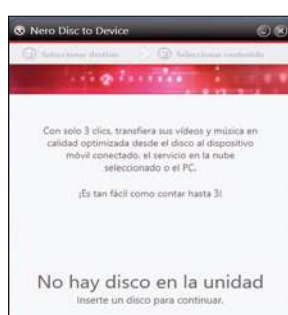 Nero Disc to Device
Seleccionar destino
Seleccionar contenido
Con solo 3 clics, transfiera sus vídeos y música en
calidad optimizada desde el disco al dispositivo
móvil conectado, el servicio en la nube
seleccionado o el PC.
¡Es tan fácil como contar hasta 3!
No hay disco en la unidad
Inserte un disco para continuar.